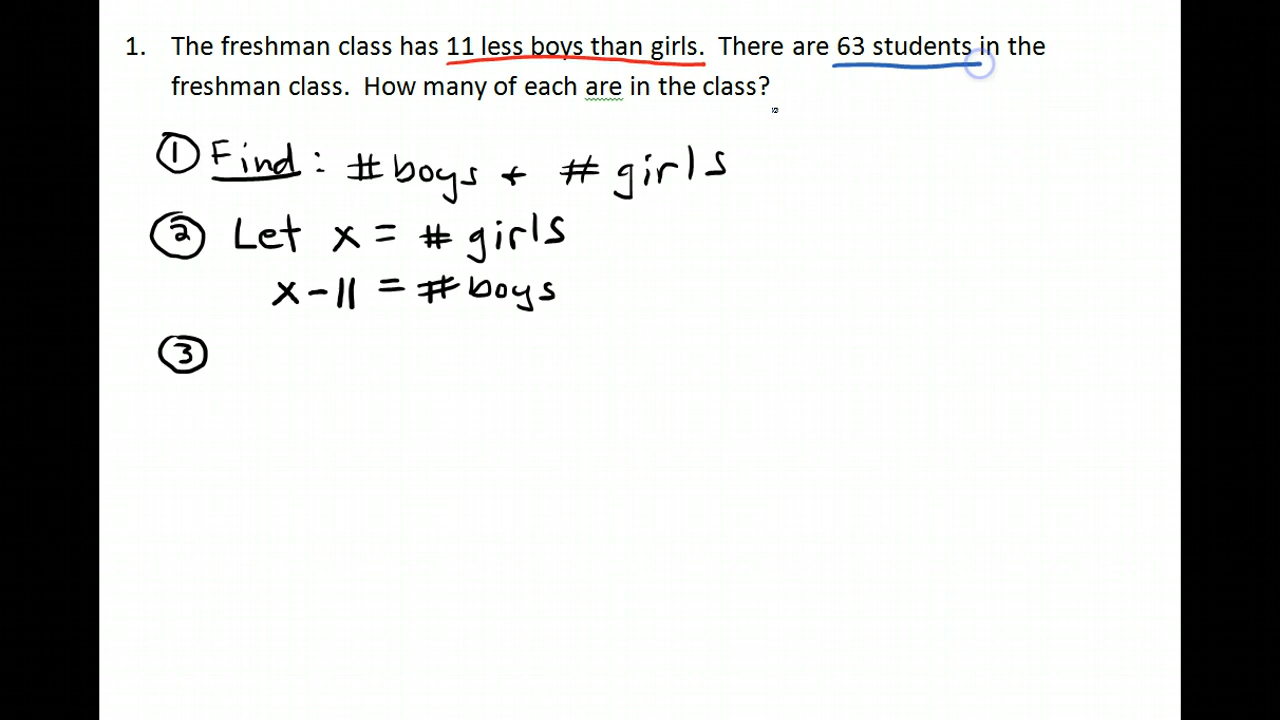 1. The freshman class has 11 less boys than girls. There are 63 students in the
freshman class. How many of each are in the class?
① Find: #boys + #girls
② Let x = # girls
x-11 = #boys
③